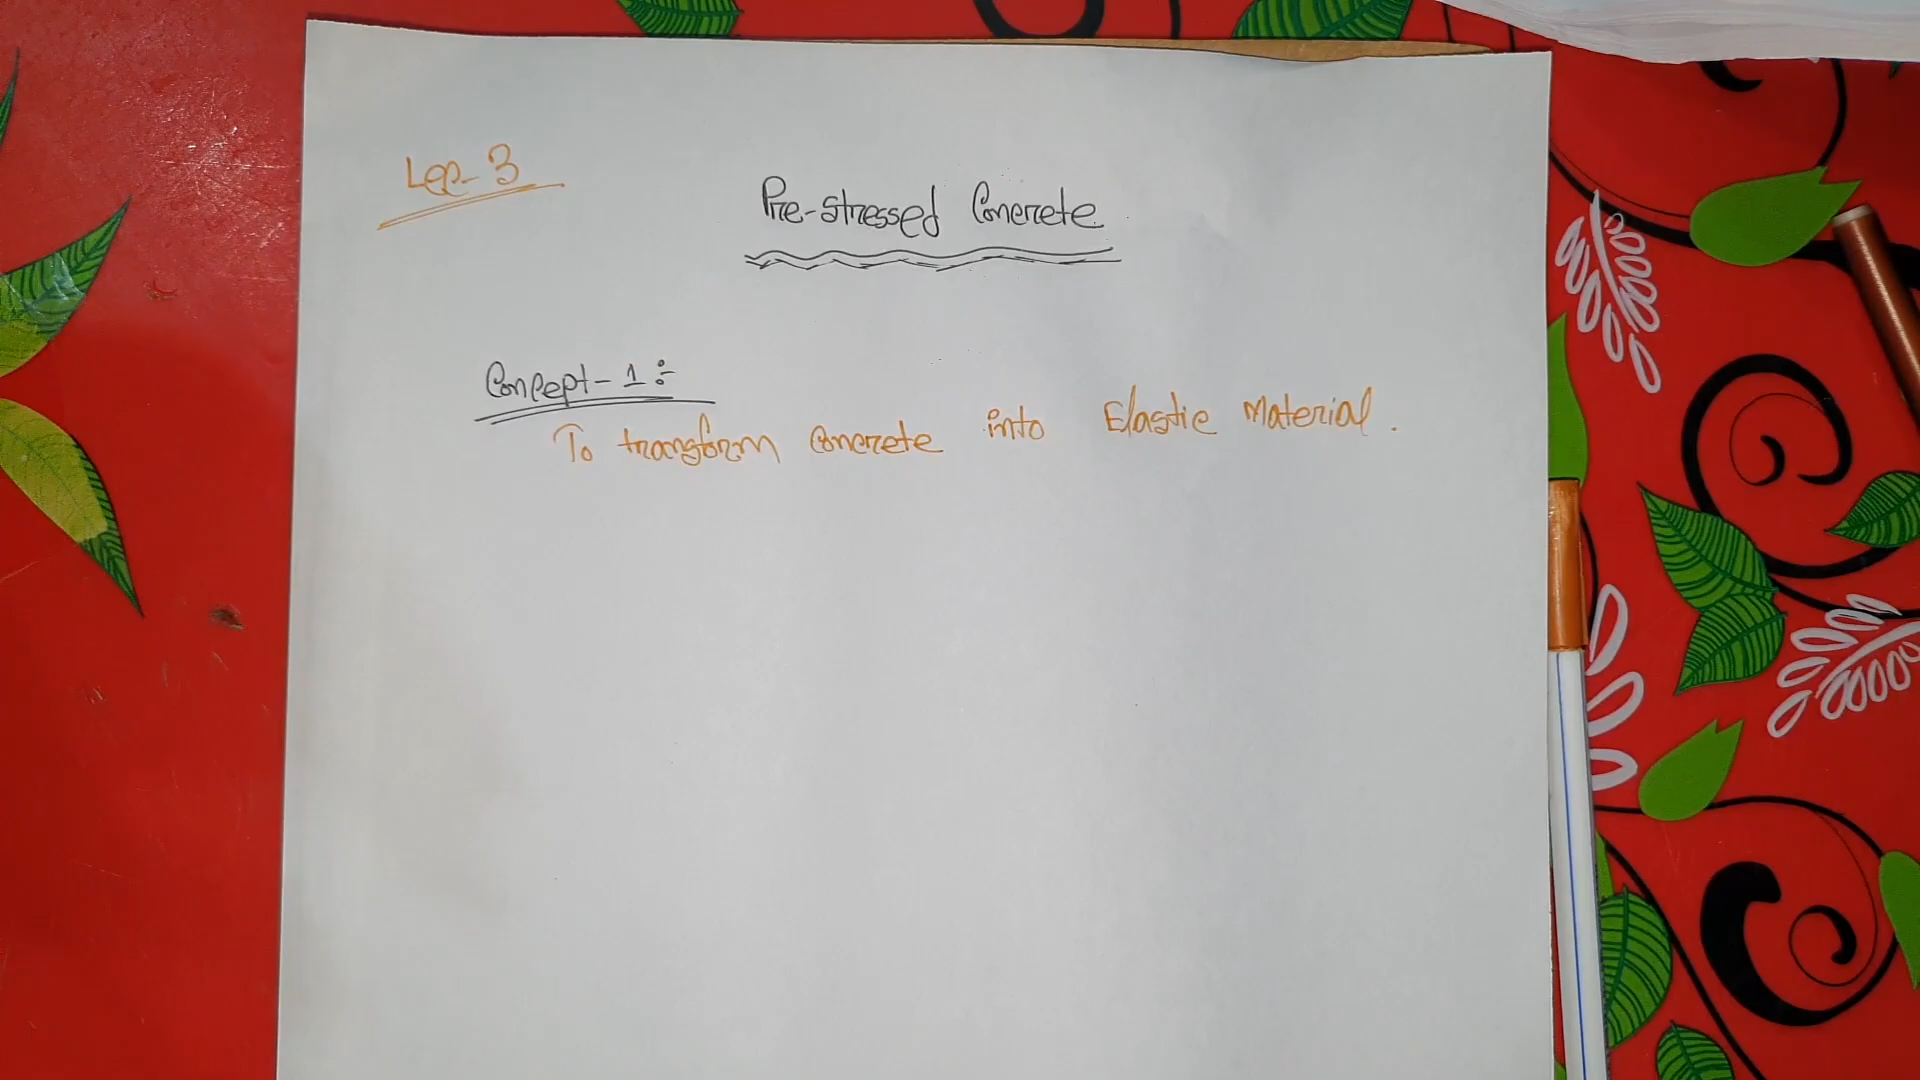 Lec-3
Pre-stressed Concrete
Concept-1:-
To transform concrete into Elastic Material.